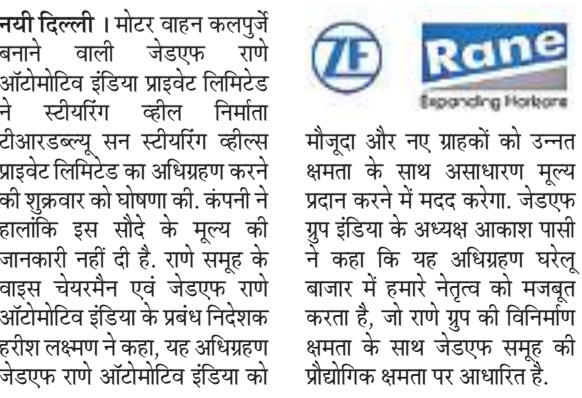 नयी दिल्ली । मोटर वाहन कलपुर्जे
बनाने वाली जेडएफ राणे
ऑटोमोटिव इंडिया प्राइवेट लिमिटेड
ने स्टीयरिंग व्हील निर्माता
टीआरडब्ल्यू सन स्टीयरिंग व्हील्स
प्राइवेट लिमिटेड का अधिग्रहण करने
की शुक्रवार को घोषणा की. कंपनी ने
हालांकि इस सौदे के मूल्य की
जानकारी नहीं दी है. राणे समूह के
वाइस चेयरमैन एवं जेडएफ राणे
ऑटोमोटिव इंडिया के प्रबंध निदेशक
हरीश लक्ष्मण ने कहा, यह अधिग्रहण
जेडएफ राणे ऑटोमोटिव इंडिया को
ZF
Rane
Expanding Horizons
मौजूदा और नए ग्राहकों को उन्नत
क्षमता के साथ असाधारण मूल्य
प्रदान करने में मदद करेगा. जेडएफ
ग्रुप इंडिया के अध्यक्ष आकाश पासी
ने कहा कि यह अधिग्रहण घरेलू
बाजार में हमारे नेतृत्व को मजबूत
करता है, जो राणे ग्रुप की विनिर्माण
क्षमता के साथ जेडएफ समूह की
प्रौद्योगिक क्षमता पर आधारित है.